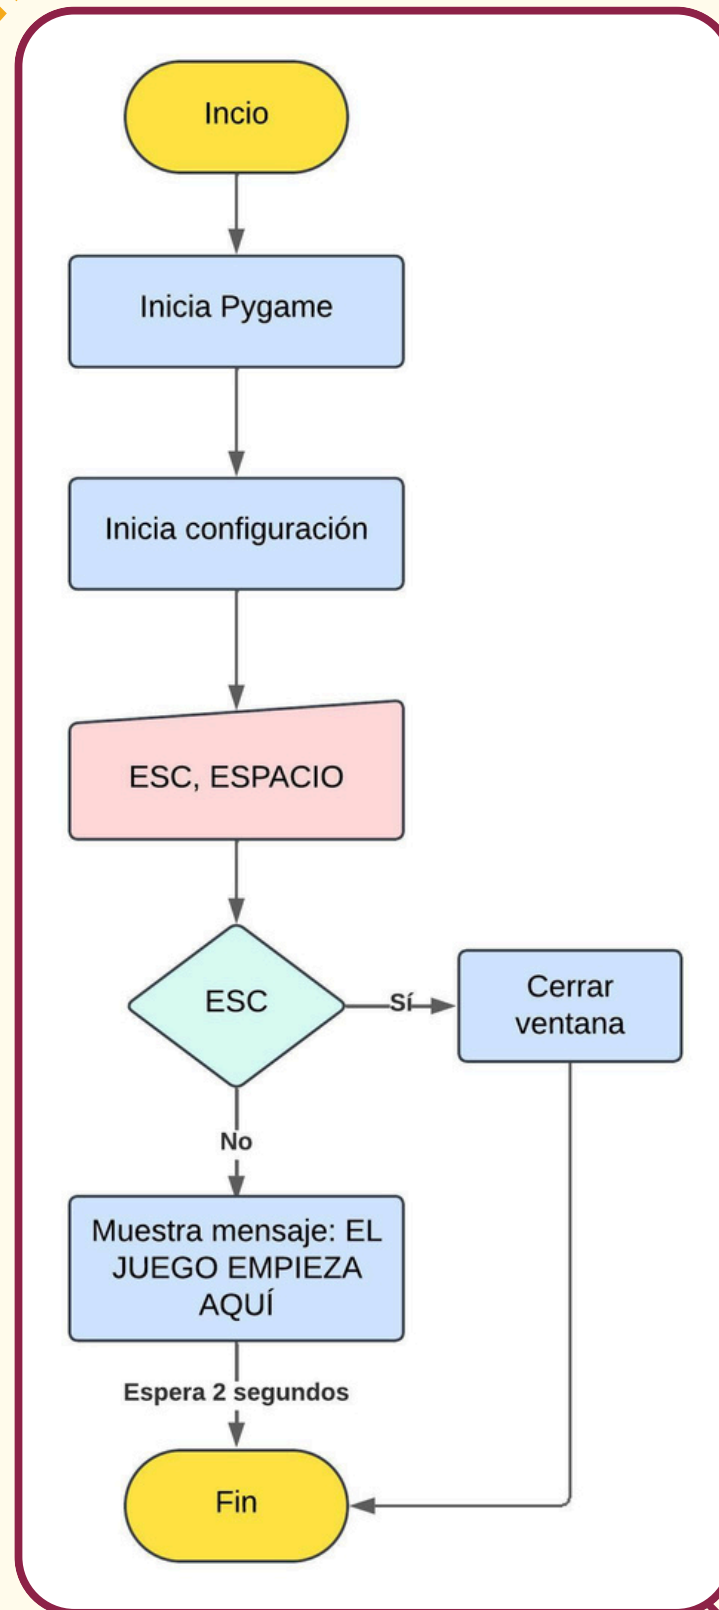 Incio
Inicia Pygame
Inicia configuración
ESC, ESPACIO
ESC
Sí
Cerrar
ventana
No
Muestra mensaje: EL
JUEGO EMPIEZA
AQUÍ
Espera 2 segundos
Fin